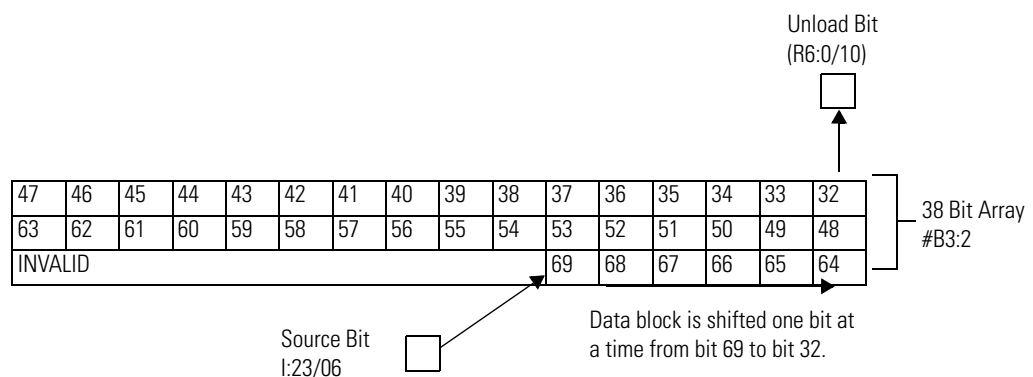 Unload Bit
(R6:0/10)
47 46 45 44 43 42 41 40 39 38 37 36 35 34 33 32
63 62 61 60 59 58 57 56 55 54 53 52 51 50 49 48
INVALID 69 68 67 66 65 64
38 Bit Array
#B3:2
Source Bit
I:23/06
Data block is shifted one bit at
a time from bit 69 to bit 32.